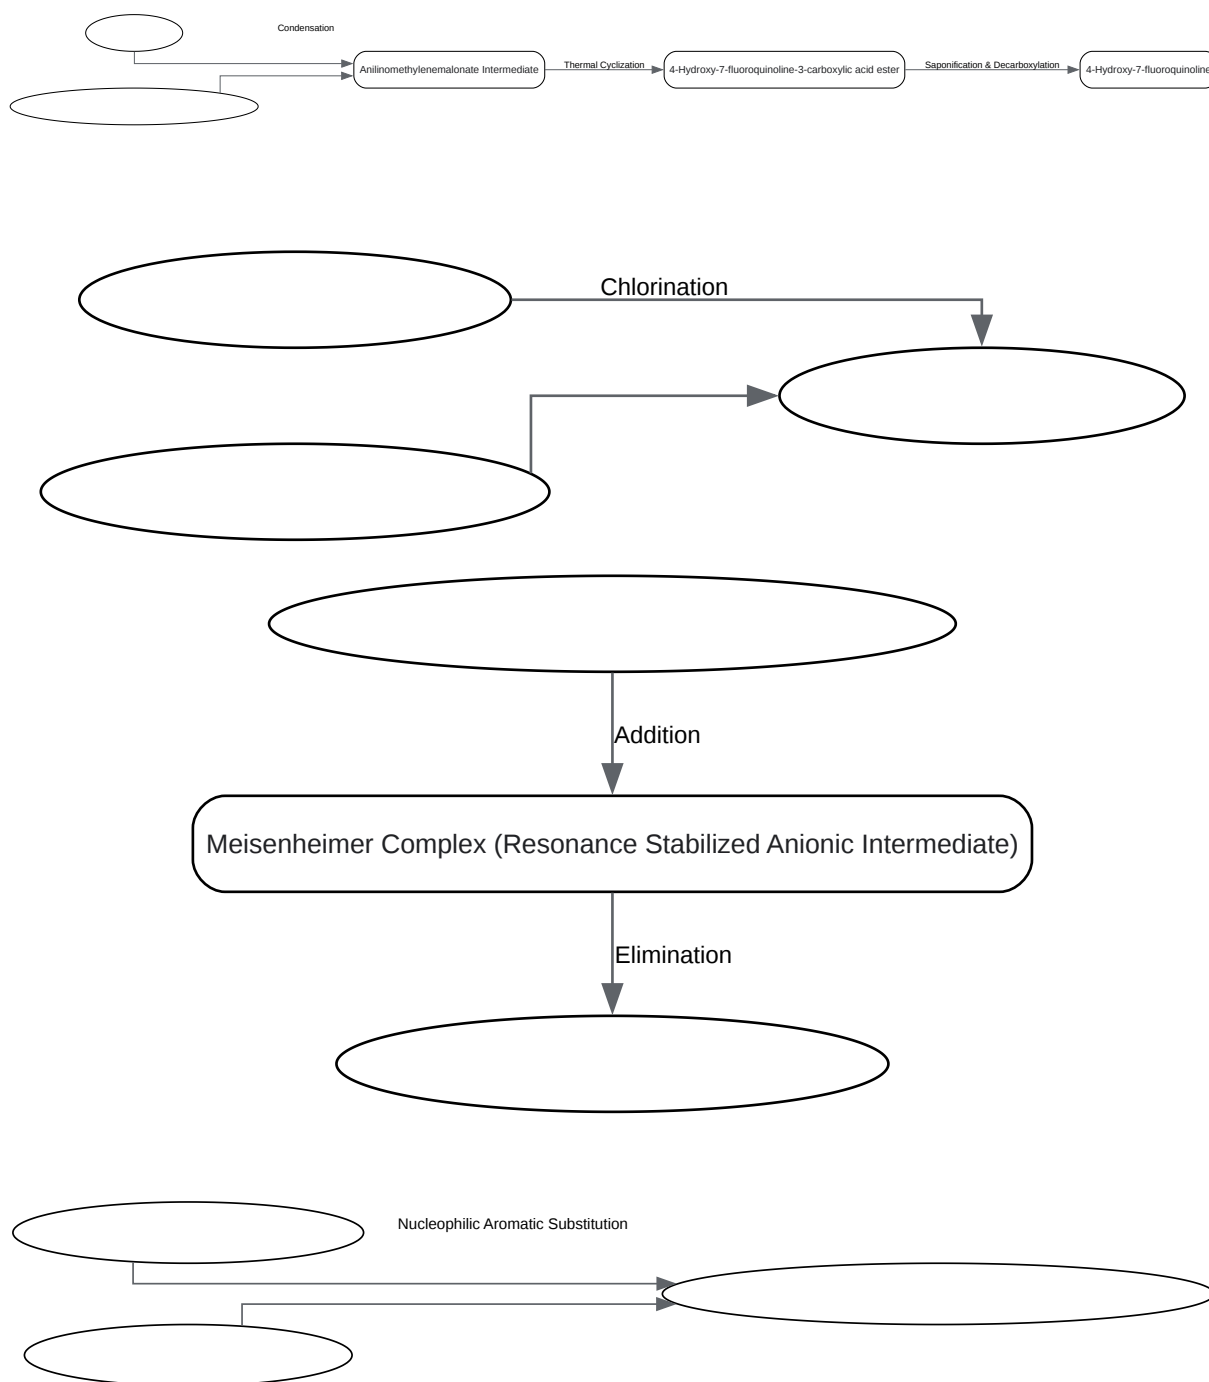 Condensation
Anilinomethylenemalonate Intermediate
Thermal Cyclization
4-Hydroxy-7-fluoroquinoline-3-carboxylic acid ester
Saponification & Decarboxylation
4-Hydroxy-7-fluoroquinoline
Chlorination
Addition
Meisenheimer Complex (Resonance Stabilized Anionic Intermediate)
Elimination
Nucleophilic Aromatic Substitution